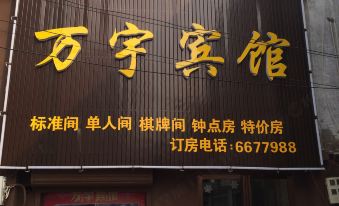 万宇宾馆
标准间 单人间 棋牌间 钟点房 特价房
订房电话:6677988